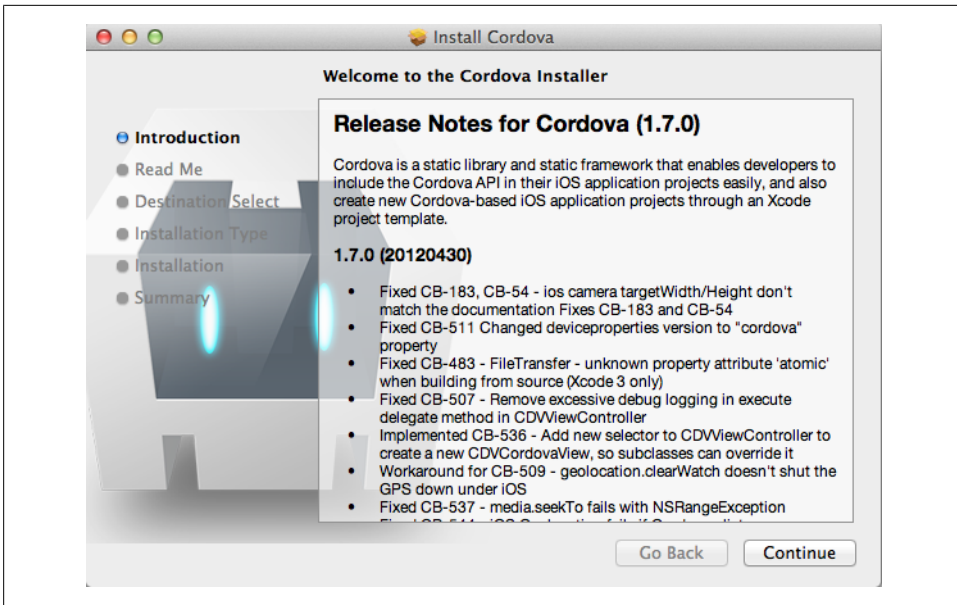 Install Cordova
Welcome to the Cordova Installer
Introduction
Read Me
Destination Select
Installation Type
Installation
Summary
Release Notes for Cordova (1.7.0)
Cordova is a static library and static framework that enables developers to
include the Cordova API in their iOS application projects easily, and also
create new Cordova-based iOS application projects through an Xcode
project template.
1.7.0 (20120430)
• Fixed CB-183, CB-54 - ios camera targetWidth/Height don't
match the documentation Fixes CB-183 and CB-54
• Fixed CB-511 Changed deviceproperties version to "cordova"
property
• Fixed CB-483 - FileTransfer - unknown property attribute 'atomic'
when building from source (Xcode 3 only)
• Fixed CB-507 - Remove excessive debug logging in execute
delegate method in CDVViewController
• Implemented CB-536 - Add new selector to CDVViewController to
create a new CDVCordovaView, so subclasses can override it
• Workaround for CB-509 - geolocation.clearWatch doesn't shut the
GPS down under iOS
• Fixed CB-537 - media.seekTo fails with NSRangeException
Go Back
Continue